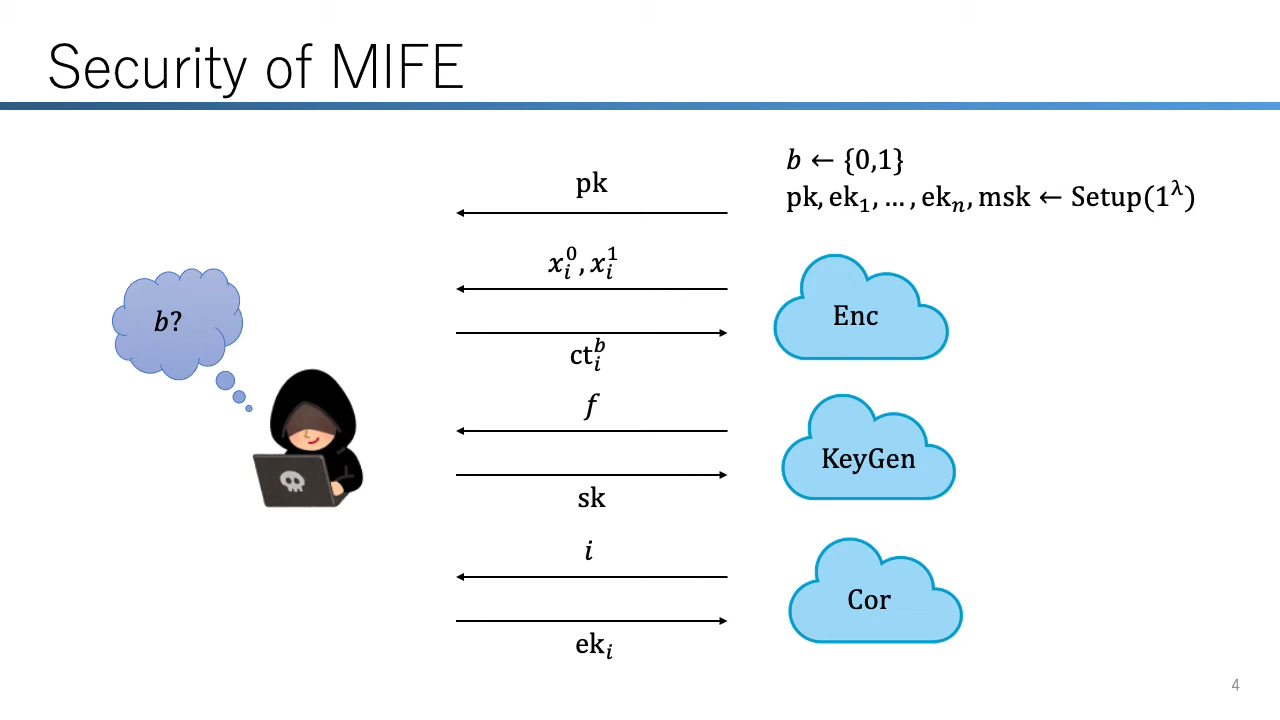 Security of MIFE
b ← {0,1}
pk, ek₁, … , ekₙ, msk ← Setup(1^λ)
pk
x_i^0, x_i^1
Enc
b?
ct_i^b
f
KeyGen
sk
i
Cor
ek_i
4